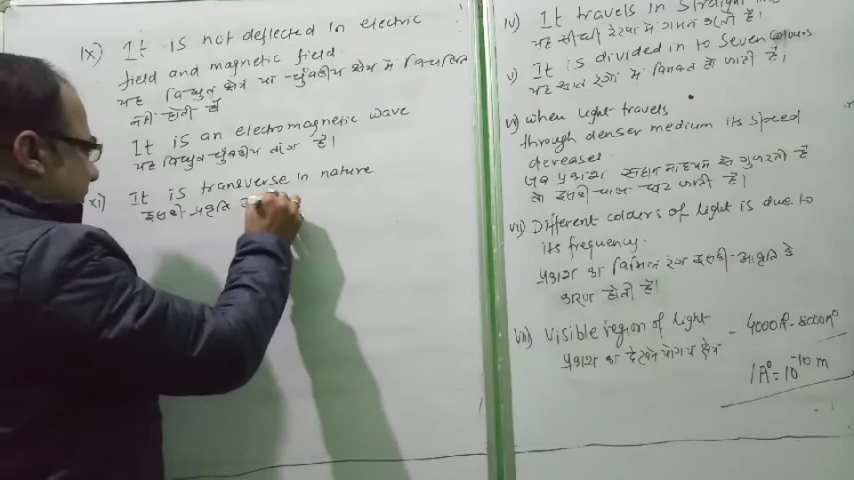 ix) It is not deflected in electric
field and magnetic field.
यह विद्युत क्षेत्र या चुंबकीय क्षेत्र में विचलित
नहीं होती है
It is an electromagnetic wave
यह विद्युत चुंबकीय तरंग है।
xi) It is transverse in nature
इसकी प्रकृति
iv) It travels in Straight
यह सीधी रेखा में गमन करती है।
v) It is divided in to Seven Colours.
यह सात रंगों में विभक्त हो जाती है।
vi) when light travels
through denser medium its speed
decreases
जब प्रकाश सघन माध्यम से गुजरती है
तो इसकी चाल घट जाती है।
vii) Different colours of light is due to
its frequency.
प्रकाश का विभिन्न रंग इसकी आवृति के
कारण होती है।
viii) Visible region of light - 4000A°-8000A°
प्रकाश का देखने योग्य क्षेत्र
1A°=10⁻¹⁰ m